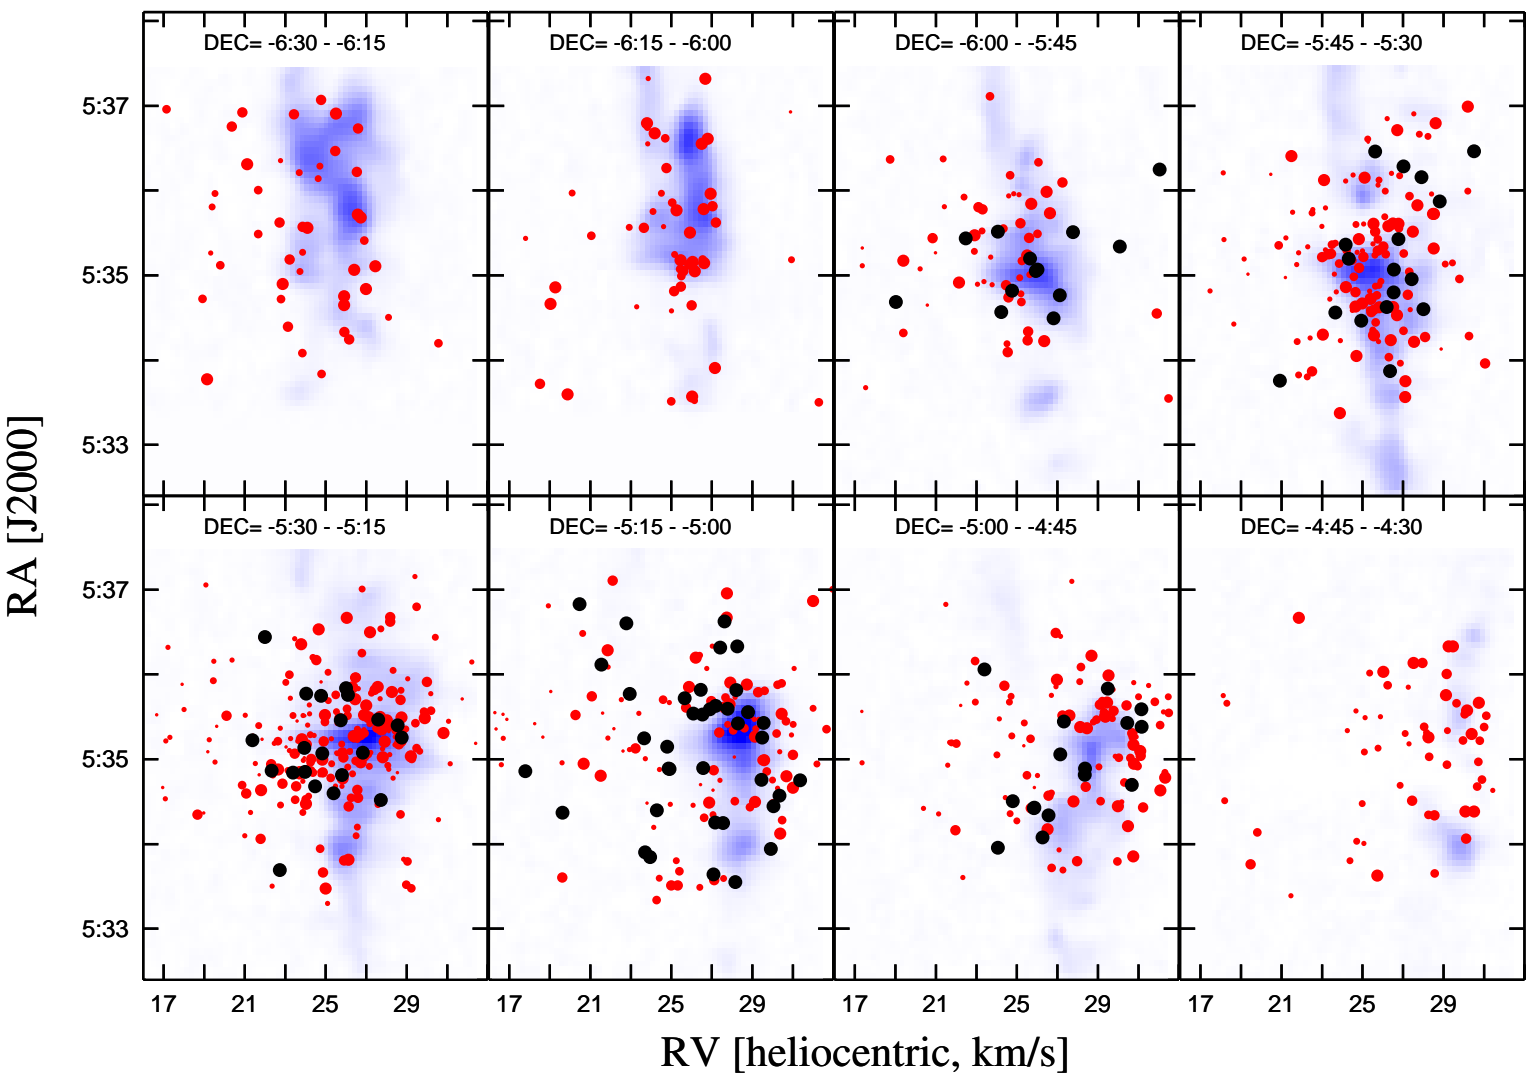 DEC= -6:30 - -6:15
DEC= -6:15 - -6:00
DEC= -6:00 - -5:45
DEC= -5:45 - -5:30
5:37
5:35
5:33
RA [J2000]
DEC= -5:30 - -5:15
DEC= -5:15 - -5:00
DEC= -5:00 - -4:45
DEC= -4:45 - -4:30
5:37
5:35
5:33
17 21 25 29
17 21 25 29
17 21 25 29
17 21 25 29
RV [heliocentric, km/s]